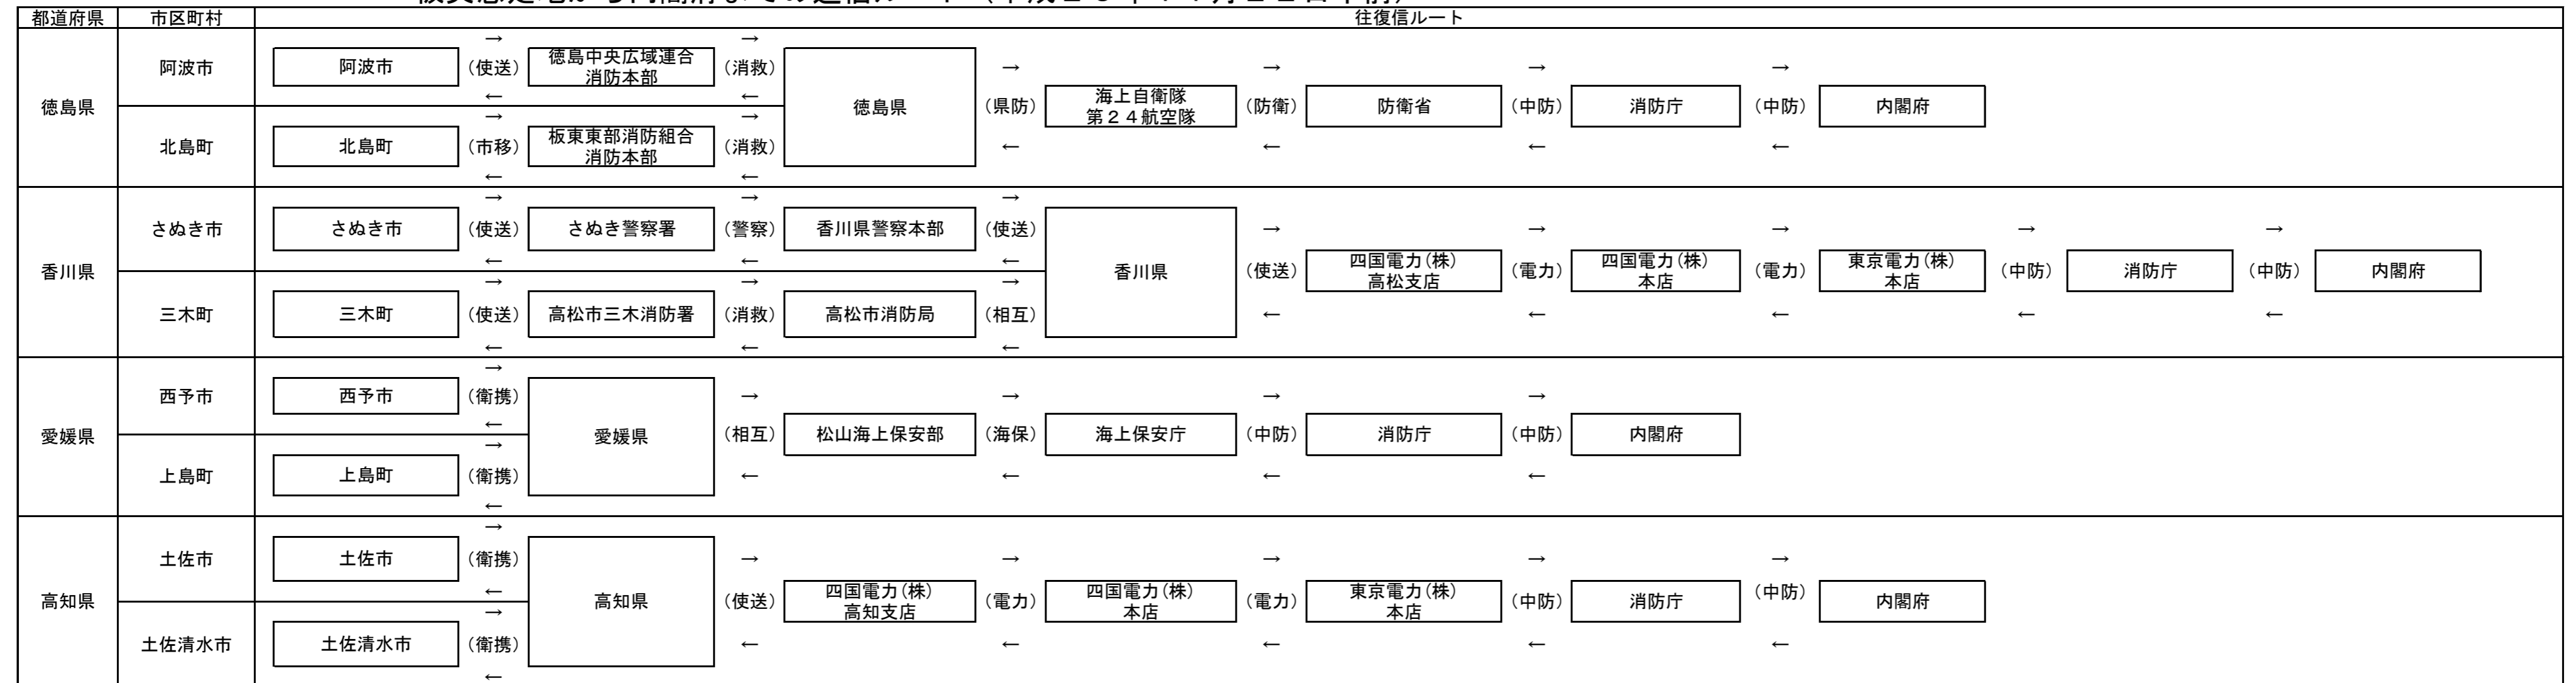 都道府県 市区町村 往復信ルート
徳島県
阿波市
阿波市 → (使送) ← 徳島中央広域連合
消防本部 → (消救) ←
北島町
北島町 → (市移) ← 板東東部消防組合
消防本部 → (消救) ←
徳島県 → (県防) ← 海上自衛隊
第24航空隊 → (防衛) ← 防衛省 → (中防) ← 消防庁 → (中防) ← 内閣府
香川県
さぬき市
さぬき市 → (使送) ← さぬき警察署 → (警察) ← 香川県警察本部 → (使送) ←
三木町
三木町 → (使送) ← 高松市三木消防署 → (消救) ← 高松市消防局 → (相互) ←
香川県 → (使送) ← 四国電力(株)
高松支店 → (電力) ← 四国電力(株)
本店 → (電力) ← 東京電力(株)
本店 → (中防) ← 消防庁 → (中防) ← 内閣府
愛媛県
西予市
西予市 → (衛携) ←
上島町
上島町 → (衛携) ←
愛媛県 → (相互) ← 松山海上保安部 → (海保) ← 海上保安庁 → (中防) ← 消防庁 → (中防) ← 内閣府
高知県
土佐市
土佐市 → (衛携) ←
土佐清水市
土佐清水市 → (衛携) ←
高知県 → (使送) ← 四国電力(株)
高知支店 → (電力) ← 四国電力(株)
本店 → (電力) ← 東京電力(株)
本店 → (中防) ← 消防庁 → (中防) ← 内閣府